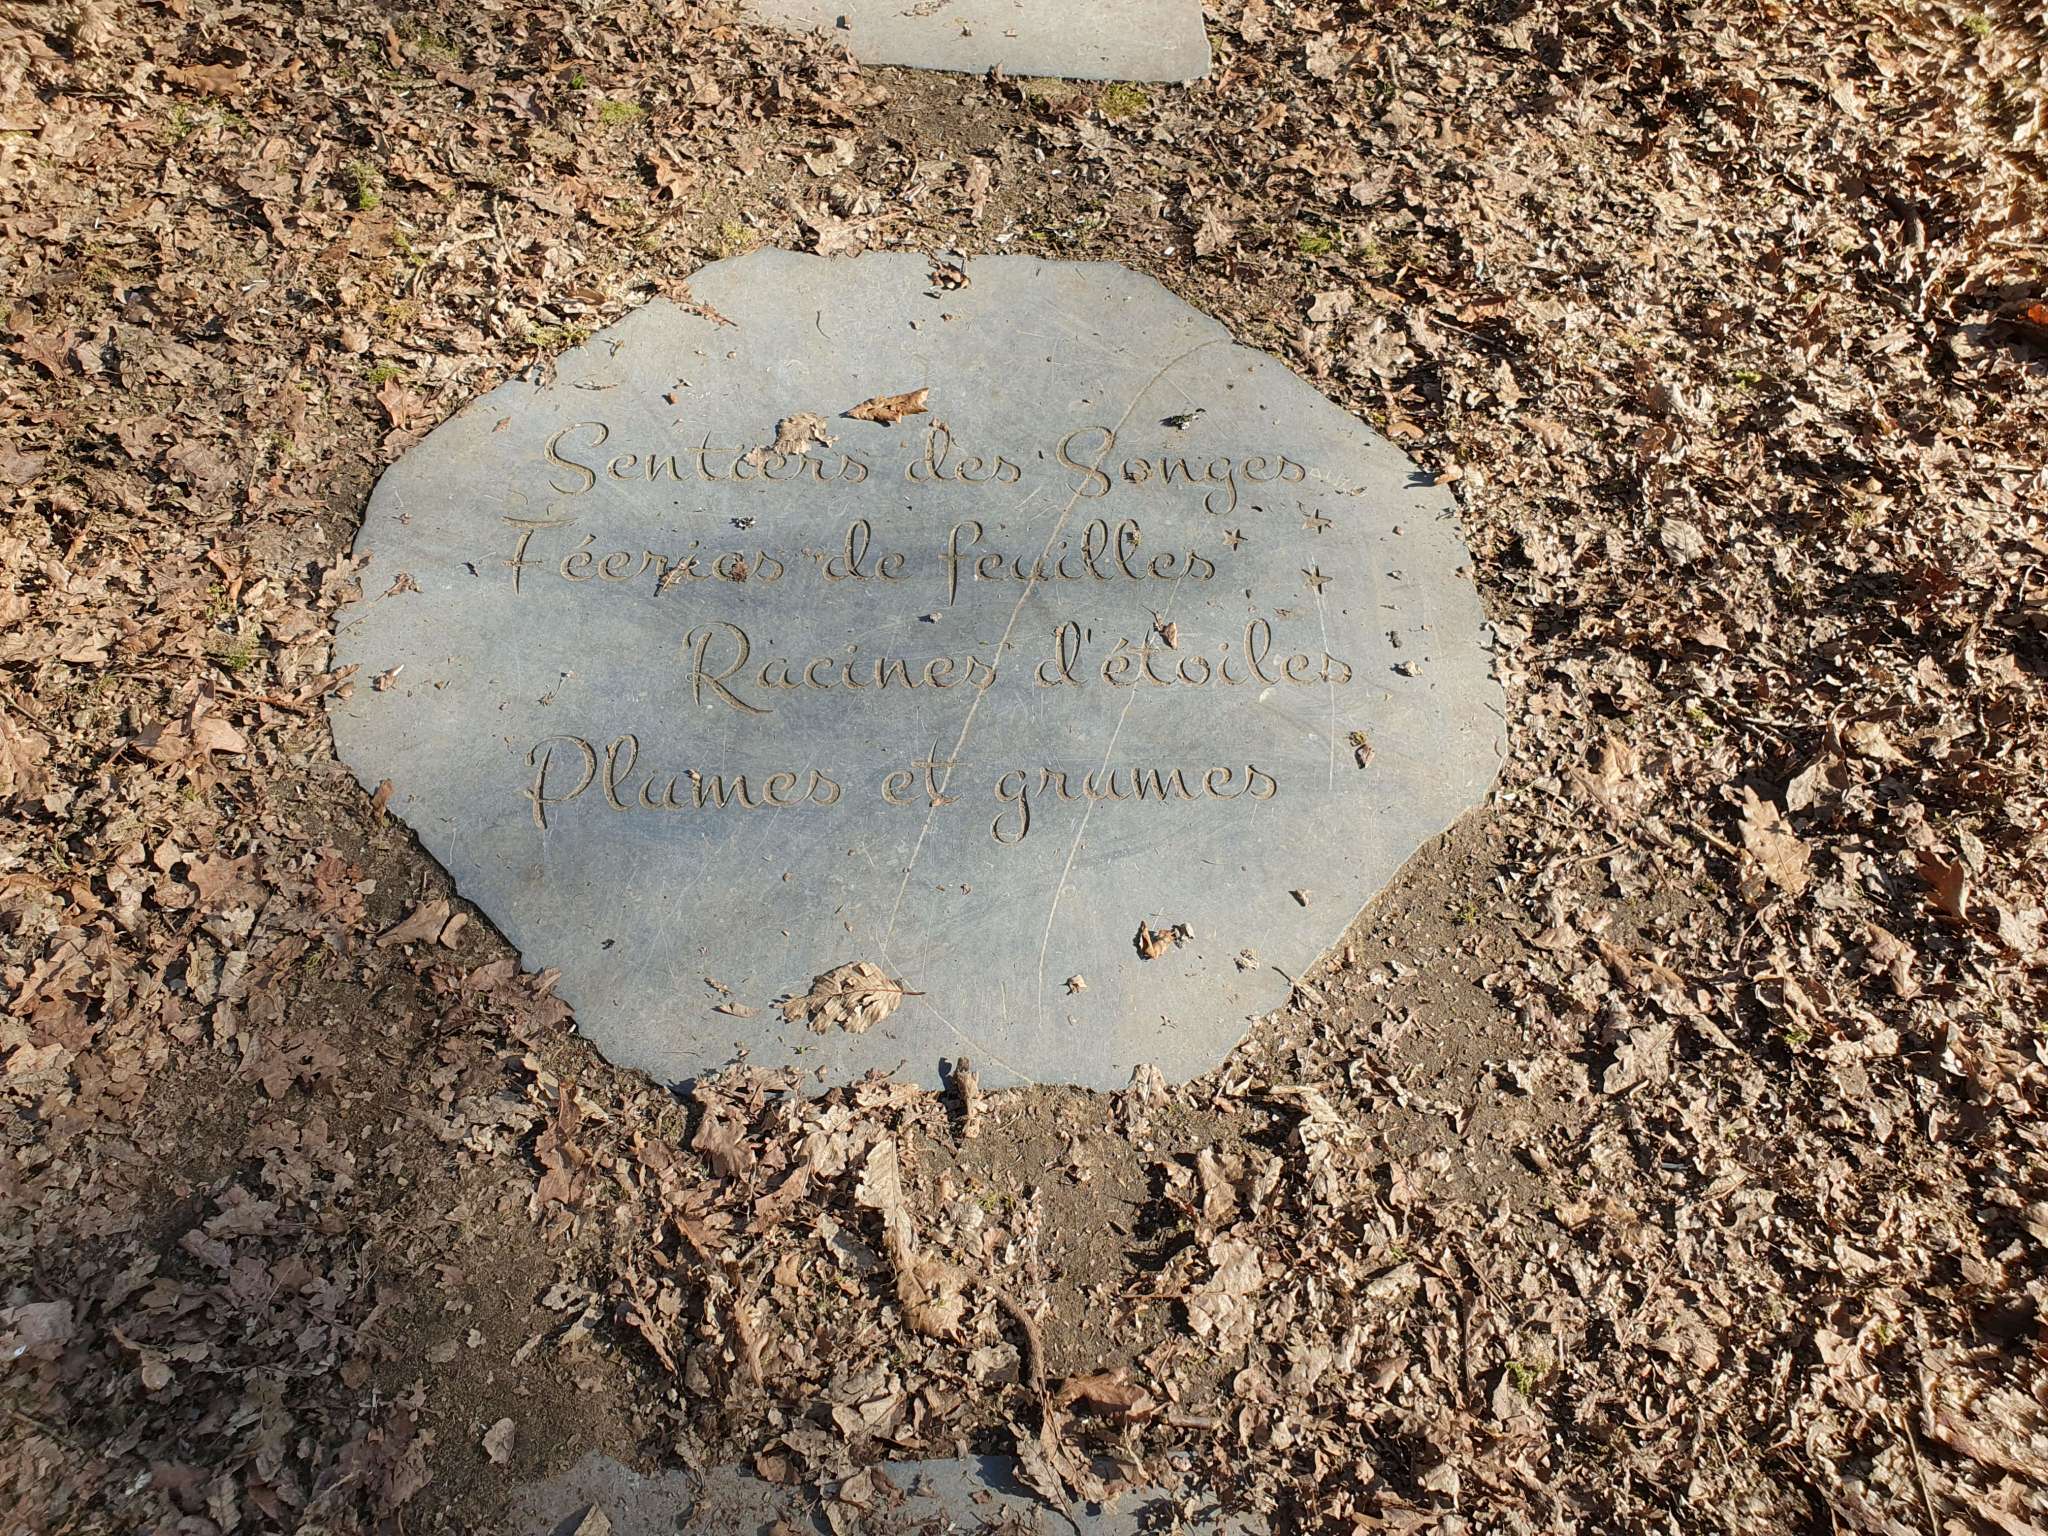 Sentiers des Songes
Féeries de feuilles
Racines d'étoiles
Plumes et grumes